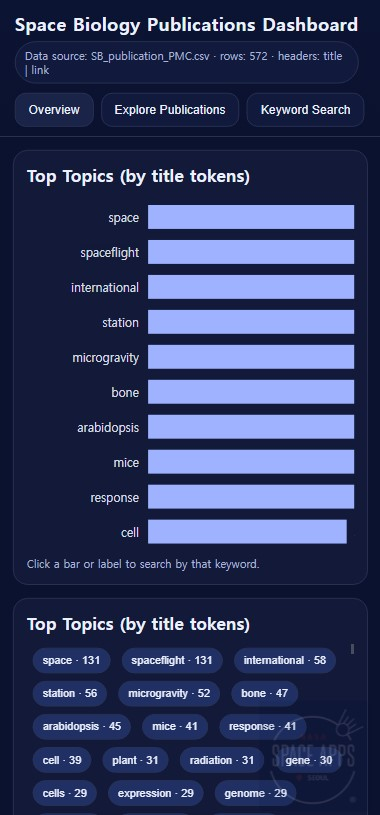 Space Biology Publications Dashboard
Data source: SB_publication_PMC.csv · rows: 572 · headers: title
| link
Overview
Explore Publications
Keyword Search
Top Topics (by title tokens)
space
spaceflight
international
station
microgravity
bone
arabidopsis
mice
response
cell
Click a bar or label to search by that keyword.
Top Topics (by title tokens)
space · 131
spaceflight · 131
international · 58
station · 56
microgravity · 52
bone · 47
arabidopsis · 45
mice · 41
response · 41
cell · 39
plant · 31
radiation · 31
gene · 30
cells · 29
expression · 29
genome · 29
SPACE APPS